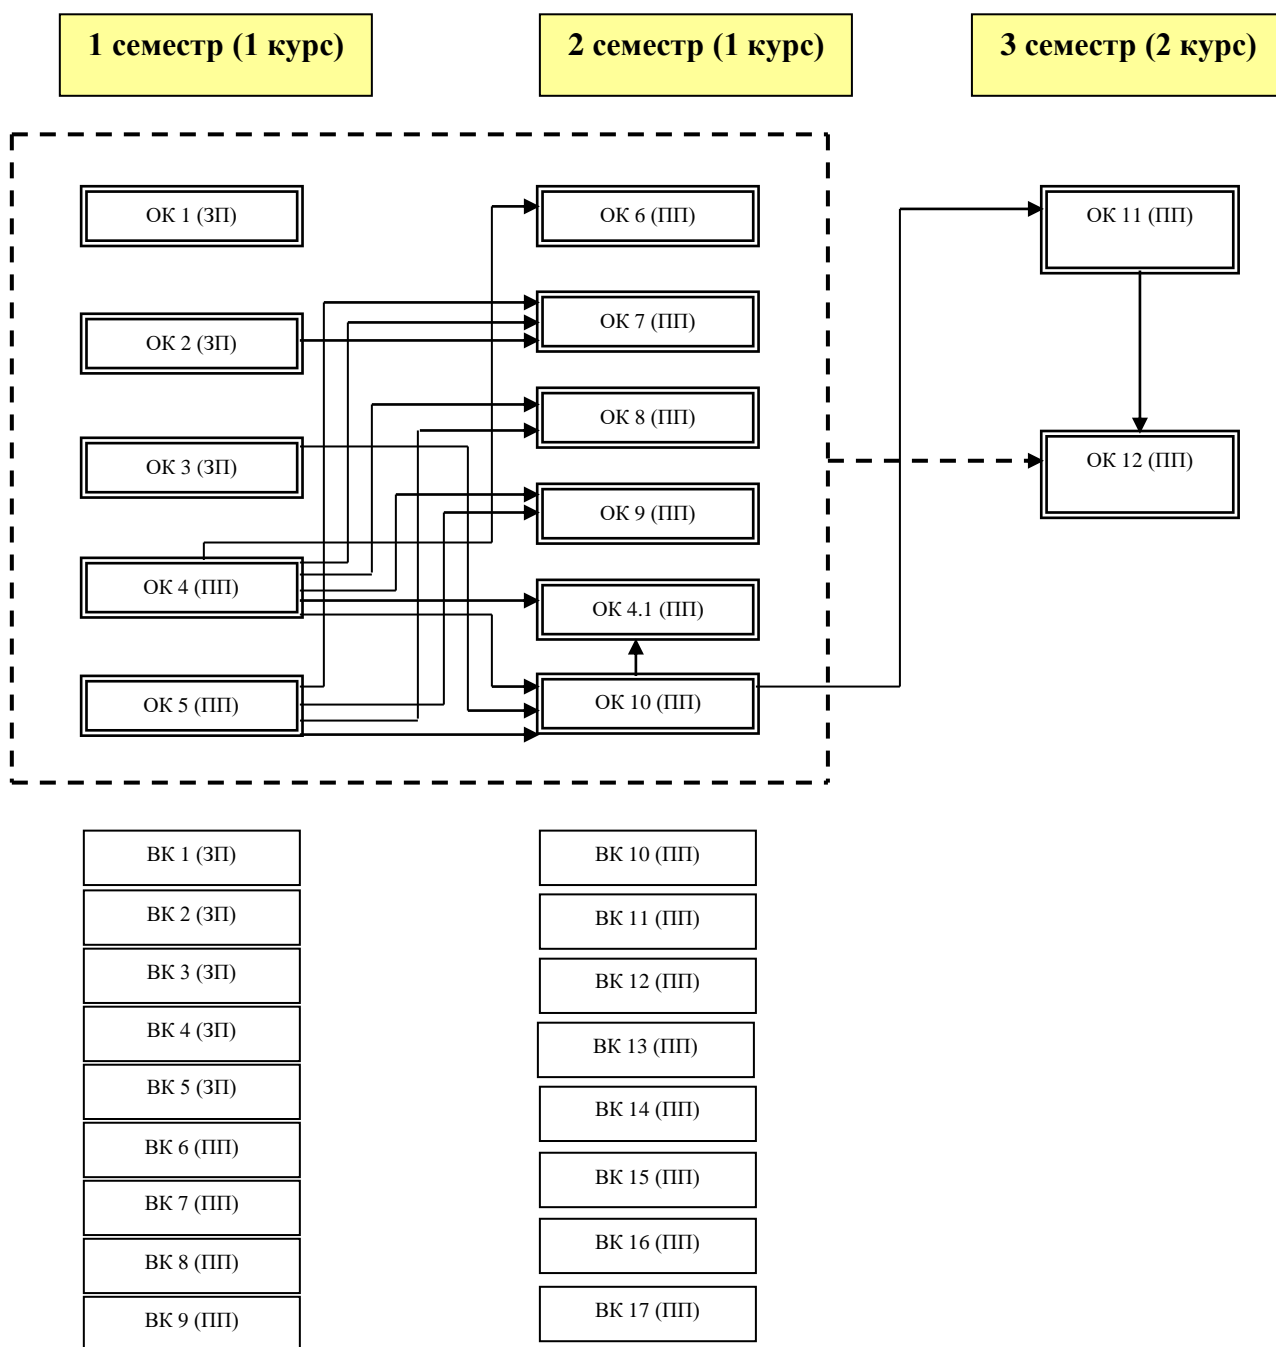 1 семестр (1 курс)
2 семестр (1 курс)
3 семестр (2 курс)
ОК 1 (ЗП)
ОК 6 (ПП)
ОК 11 (ПП)
ОК 2 (ЗП)
ОК 7 (ПП)
ОК 3 (ЗП)
ОК 8 (ПП)
ОК 12 (ПП)
ОК 9 (ПП)
ОК 4 (ПП)
ОК 4.1 (ПП)
ОК 5 (ПП)
ОК 10 (ПП)
ВК 1 (ЗП)
ВК 10 (ПП)
ВК 2 (ЗП)
ВК 11 (ПП)
ВК 3 (ЗП)
ВК 12 (ПП)
ВК 4 (ЗП)
ВК 13 (ПП)
ВК 5 (ЗП)
ВК 14 (ПП)
ВК 6 (ПП)
ВК 15 (ПП)
ВК 7 (ПП)
ВК 16 (ПП)
ВК 8 (ПП)
ВК 17 (ПП)
ВК 9 (ПП)